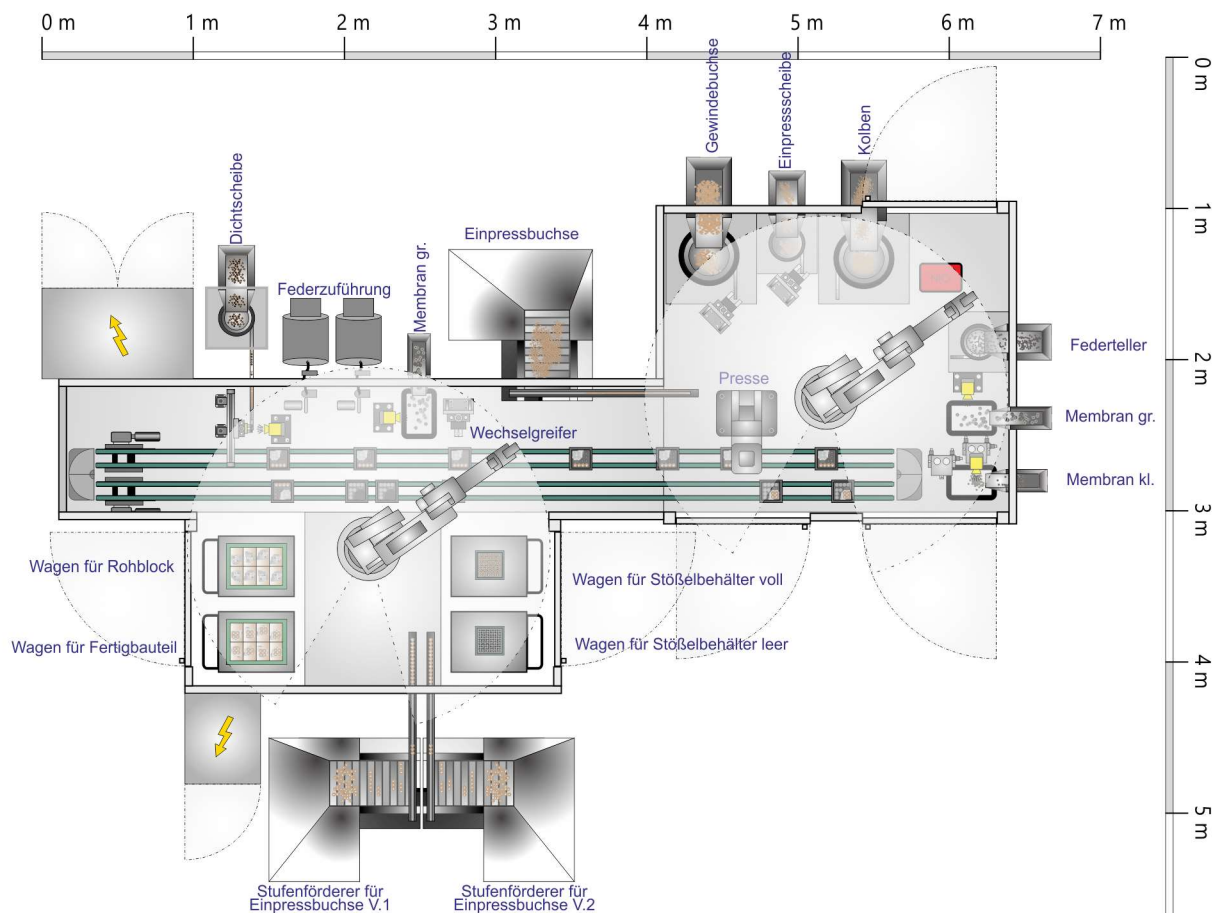 0 m
1 m
2 m
3 m
4 m
5 m
6 m
7 m
0 m
1 m
2 m
3 m
4 m
5 m
Gewindebuchse
Einpressscheibe
Kolben
Dichtscheibe
Einpressbuchse
Membran gr.
Federzuführung
Federteller
Presse
Membran gr.
Wechselgreifer
Membran kl.
Wagen für Rohblock
Wagen für Stößelbehälter voll
Wagen für Fertigbauteil
Wagen für Stößelbehälter leer
Stufenförderer für
Einpressbuchse V.1
Stufenförderer für
Einpressbuchse V.2